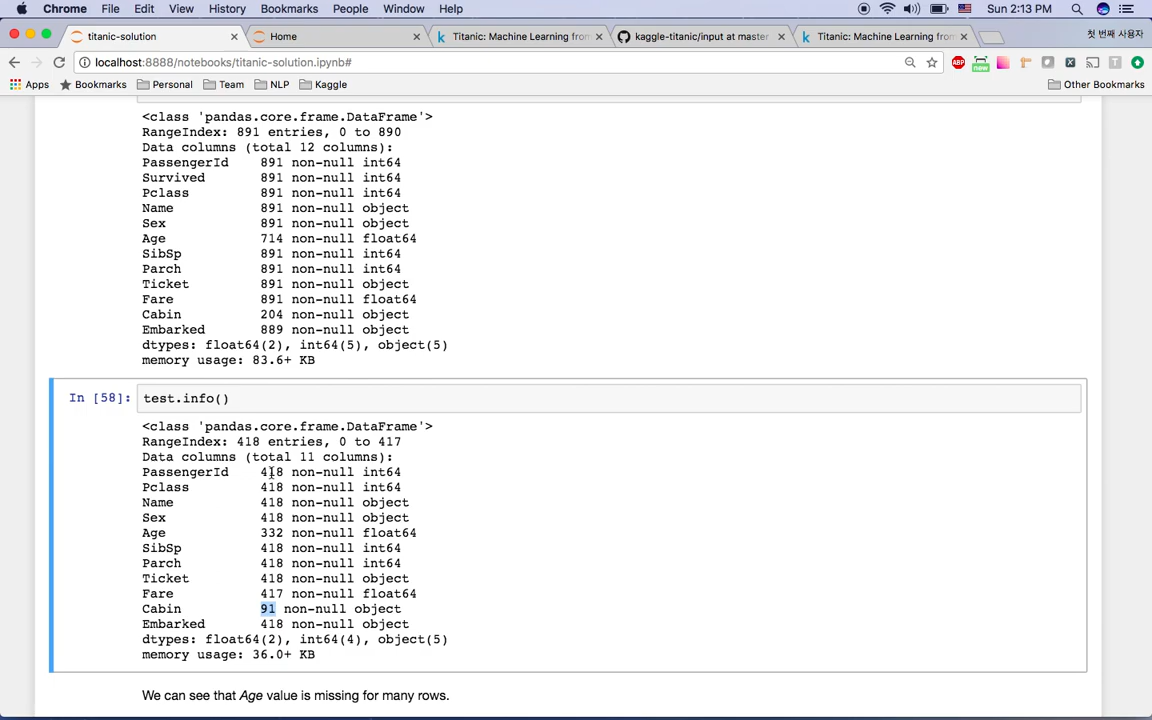 Chrome File Edit View History Bookmarks People Window Help Sun 2:13 PM
titanic-solution Home Titanic: Machine Learning from kaggle-titanic/input at master Titanic: Machine Learning from 첫 번째 사용자
localhost:8888/notebooks/titanic-solution.ipynb#
Apps Bookmarks Personal Team NLP Kaggle Other Bookmarks
<class 'pandas.core.frame.DataFrame'>
RangeIndex: 891 entries, 0 to 890
Data columns (total 12 columns):
PassengerId 891 non-null int64
Survived 891 non-null int64
Pclass 891 non-null int64
Name 891 non-null object
Sex 891 non-null object
Age 714 non-null float64
SibSp 891 non-null int64
Parch 891 non-null int64
Ticket 891 non-null object
Fare 891 non-null float64
Cabin 204 non-null object
Embarked 889 non-null object
dtypes: float64(2), int64(5), object(5)
memory usage: 83.6+ KB
In [58]: test.info()
<class 'pandas.core.frame.DataFrame'>
RangeIndex: 418 entries, 0 to 417
Data columns (total 11 columns):
PassengerId 418 non-null int64
Pclass 418 non-null int64
Name 418 non-null object
Sex 418 non-null object
Age 332 non-null float64
SibSp 418 non-null int64
Parch 418 non-null int64
Ticket 418 non-null object
Fare 417 non-null float64
Cabin 91 non-null object
Embarked 418 non-null object
dtypes: float64(2), int64(4), object(5)
memory usage: 36.0+ KB
We can see that Age value is missing for many rows.